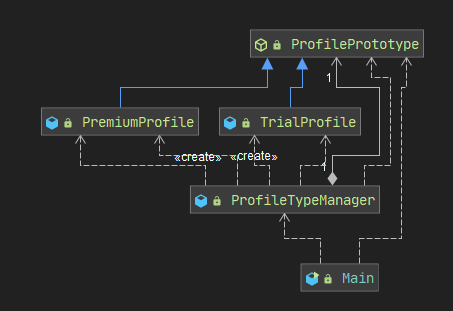 ProfilePrototype
1
PremiumProfile
TrialProfile
«create»
«create»
1
ProfileTypeManager
Main